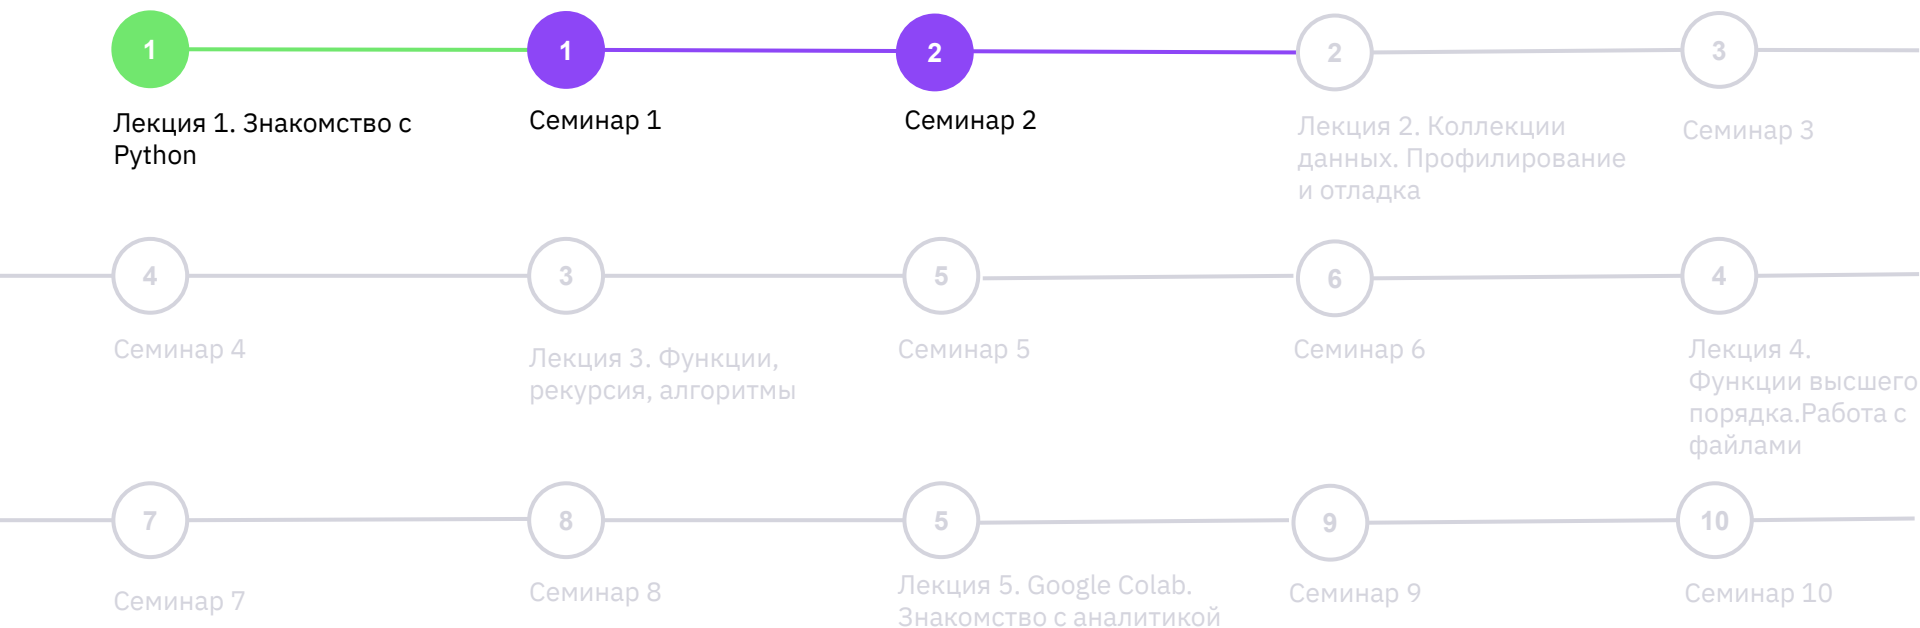 1
1
2
2
3
Лекция 1. Знакомство с
Python
Семинар 1
Семинар 2
Лекция 2. Коллекции
данных. Профилирование
и отладка
Семинар 3
4
3
5
6
4
Семинар 4
Лекция 3. Функции,
рекурсия, алгоритмы
Семинар 5
Семинар 6
Лекция 4.
Функции высшего
порядка.Работа с
файлами
7
8
5
9
10
Семинар 7
Семинар 8
Лекция 5. Google Colab.
Знакомство с аналитикой
Семинар 9
Семинар 10